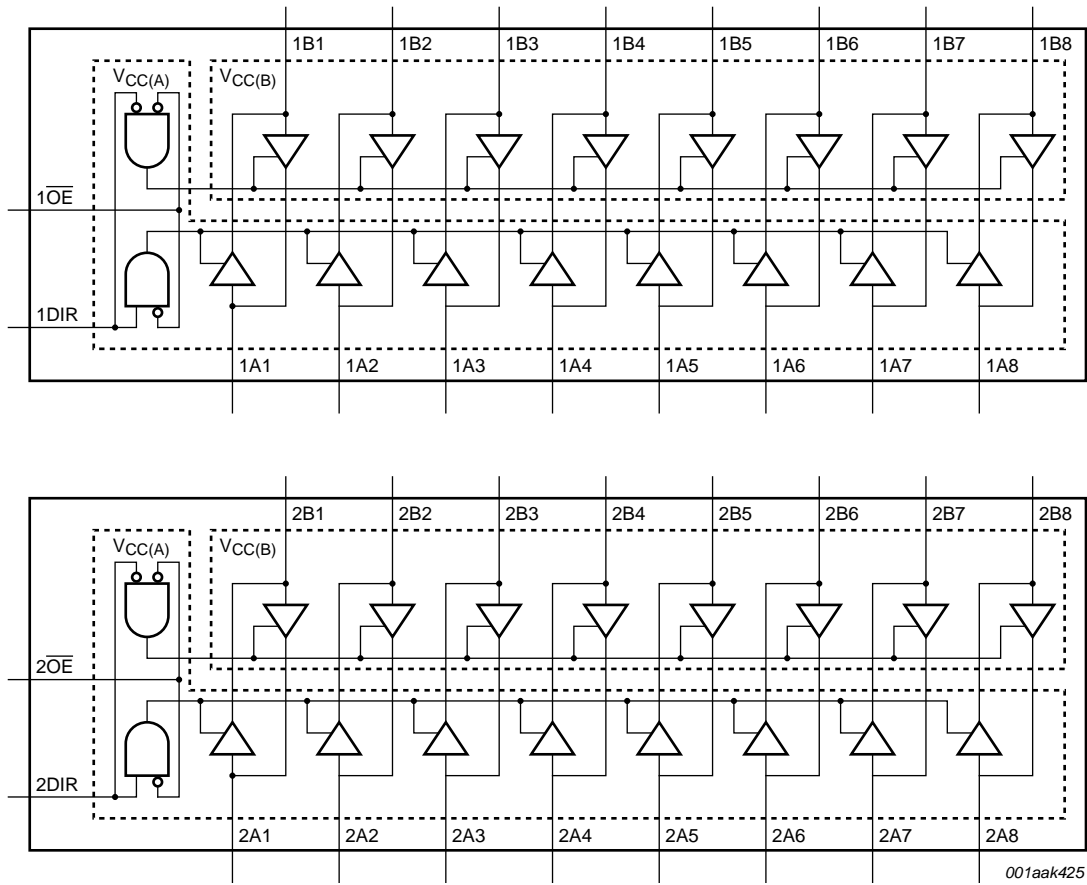 1B1 1B2 1B3 1B4 1B5 1B6 1B7 1B8
VCC(A) VCC(B)
1OE
1DIR
1A1 1A2 1A3 1A4 1A5 1A6 1A7 1A8
2B1 2B2 2B3 2B4 2B5 2B6 2B7 2B8
VCC(A) VCC(B)
2OE
2DIR
2A1 2A2 2A3 2A4 2A5 2A6 2A7 2A8
001aak425